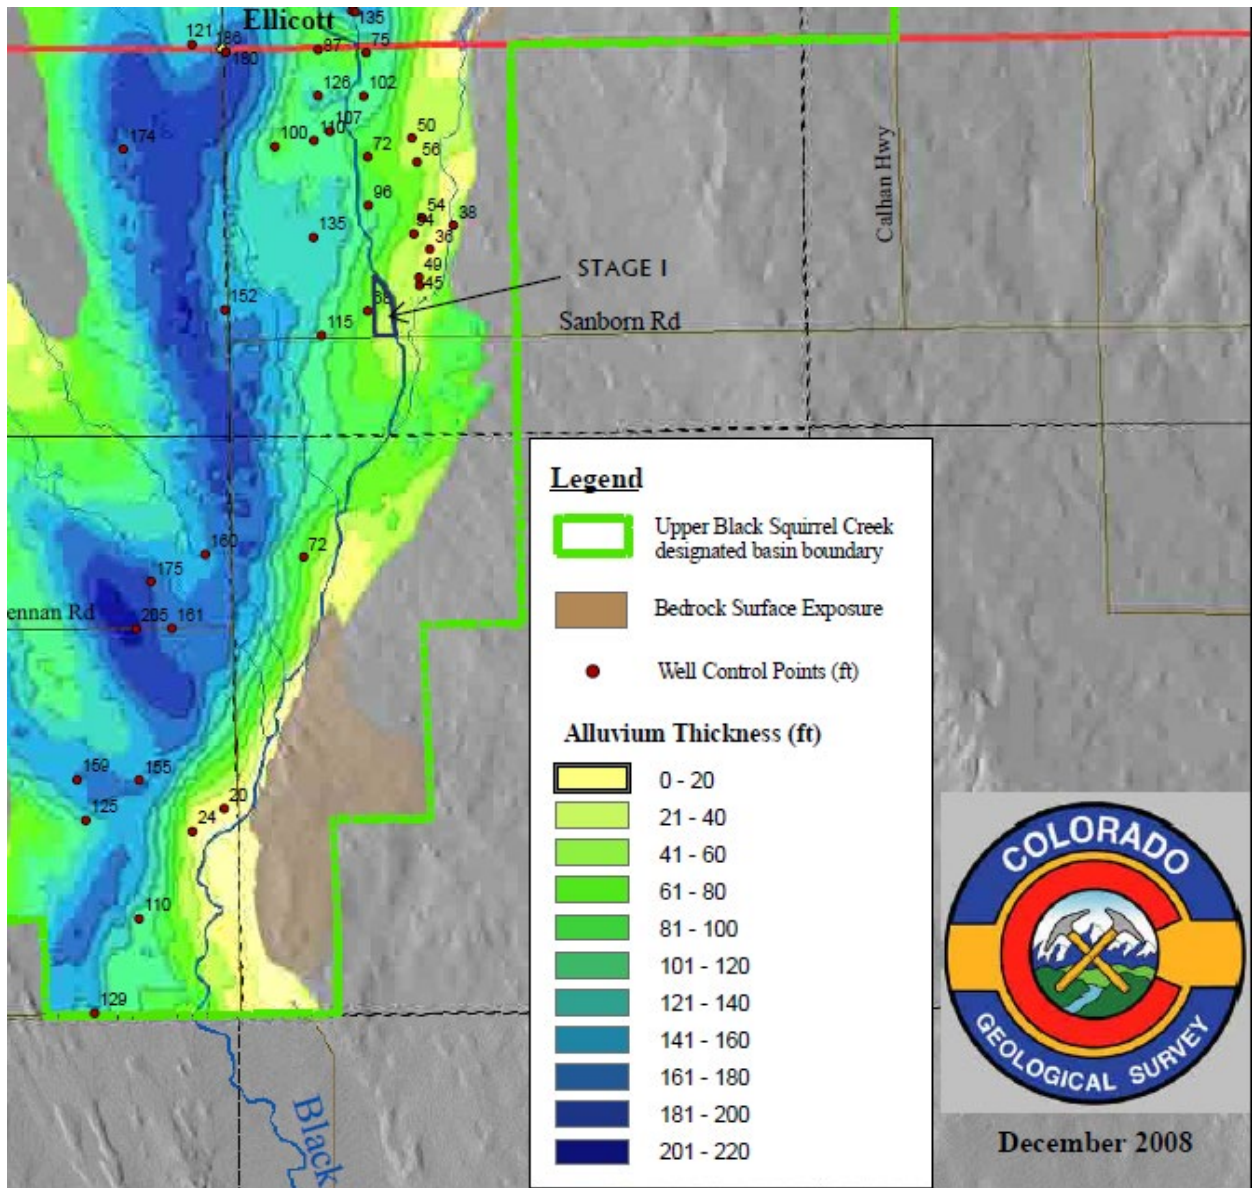 Ellicott
135
121
186
180
87
75
126
102
107
110
100
174
50
72
56
96
54
38
94
36
135
49
45
STAGE I
152
68
115
Sanborn Rd
Calhan Hwy
160
72
175
ennan Rd
205
161
159
155
125
20
24
110
129
Black
Legend
Upper Black Squirrel Creek
designated basin boundary
Bedrock Surface Exposure
Well Control Points (ft)
Alluvium Thickness (ft)
0 - 20
21 - 40
41 - 60
61 - 80
81 - 100
101 - 120
121 - 140
141 - 160
161 - 180
181 - 200
201 - 220
COLORADO
GEOLOGICAL SURVEY
December 2008